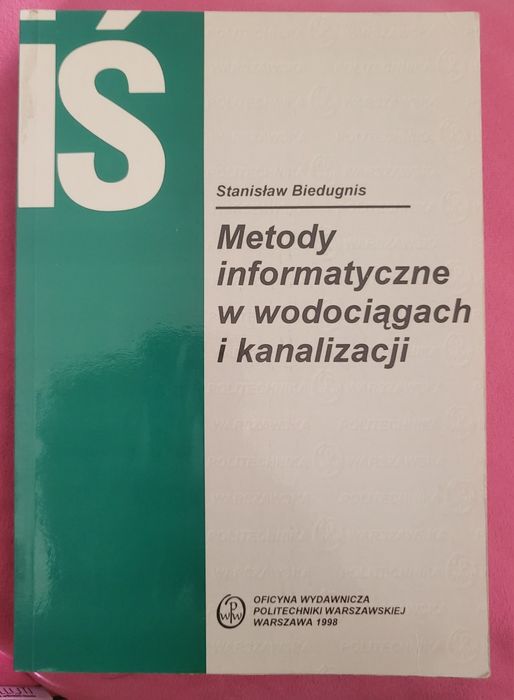 iś
Stanisław Biedugnis
Metody
informatyczne
w wodociągach
i kanalizacji
OFICYNA WYDAWNICZA
POLITECHNIKI WARSZAWSKIEJ
WARSZAWA 1998